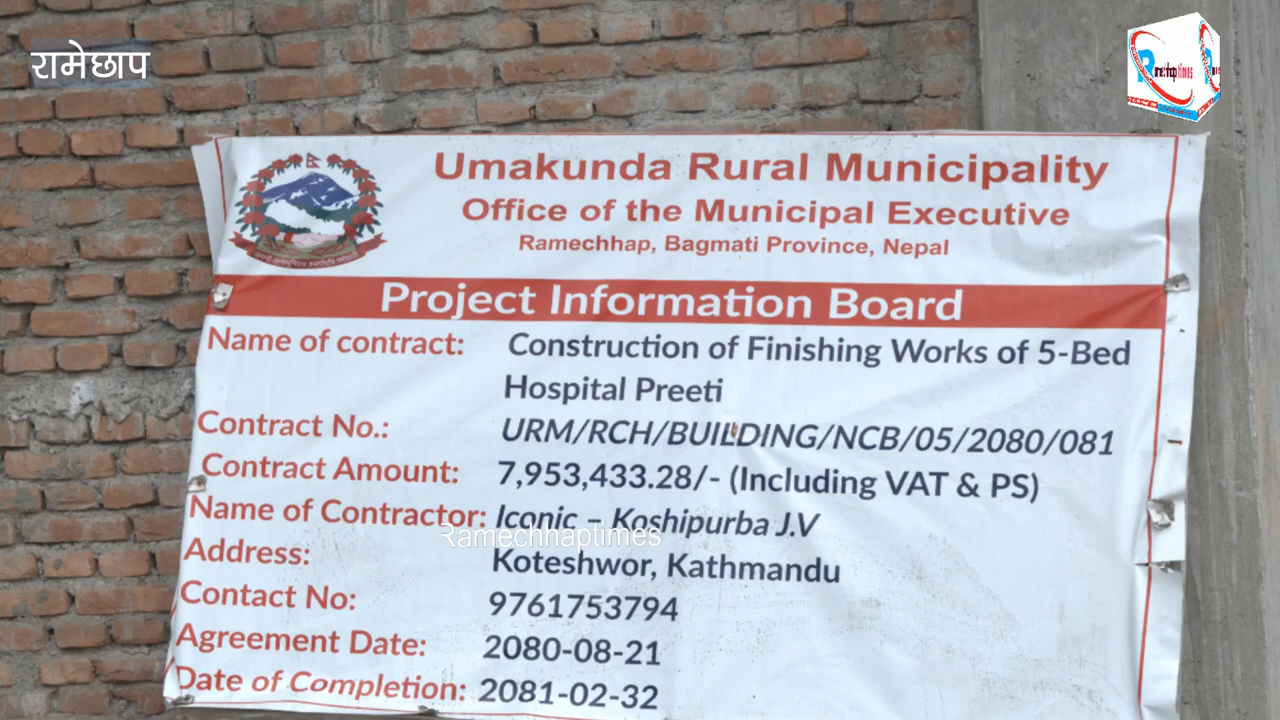 रामेछाप
Ramechhaptimes
Umakunda Rural Municipality
Office of the Municipal Executive
Ramechhap, Bagmati Province, Nepal
Project Information Board
Name of contract: Construction of Finishing Works of 5-Bed
Hospital Preeti
Contract No.: URM/RCH/BUILDING/NCB/05/2080/081
Contract Amount: 7,953,433.28/- (Including VAT & PS)
Name of Contractor: Iconic – Koshipurba J.V
Ramechhaptimes
Address: Koteshwor, Kathmandu
Contact No: 9761753794
Agreement Date: 2080-08-21
Date of Completion: 2081-02-32